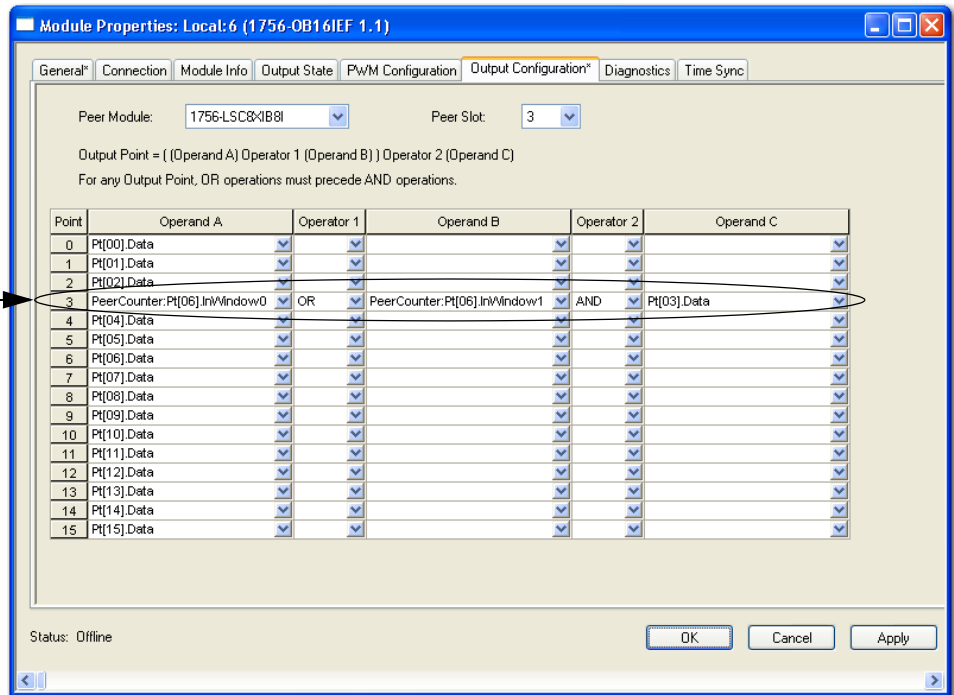 Module Properties: Local:6 (1756-OB16IEF 1.1)
General* Connection Module Info Output State PWM Configuration Output Configuration* Diagnostics Time Sync
Peer Module: 1756-LSC8XIB8I Peer Slot: 3
Output Point = ( (Operand A) Operator 1 (Operand B) ) Operator 2 (Operand C)
For any Output Point, OR operations must precede AND operations.
Point Operand A Operator 1 Operand B Operator 2 Operand C
0 Pt[00].Data
1 Pt[01].Data
2 Pt[02].Data
3 PeerCounter:Pt[06].InWindow0 OR PeerCounter:Pt[06].InWindow1 AND Pt[03].Data
4 Pt[04].Data
5 Pt[05].Data
6 Pt[06].Data
7 Pt[07].Data
8 Pt[08].Data
9 Pt[09].Data
10 Pt[10].Data
11 Pt[11].Data
12 Pt[12].Data
13 Pt[13].Data
14 Pt[14].Data
15 Pt[15].Data
Status: Offline OK Cancel Apply